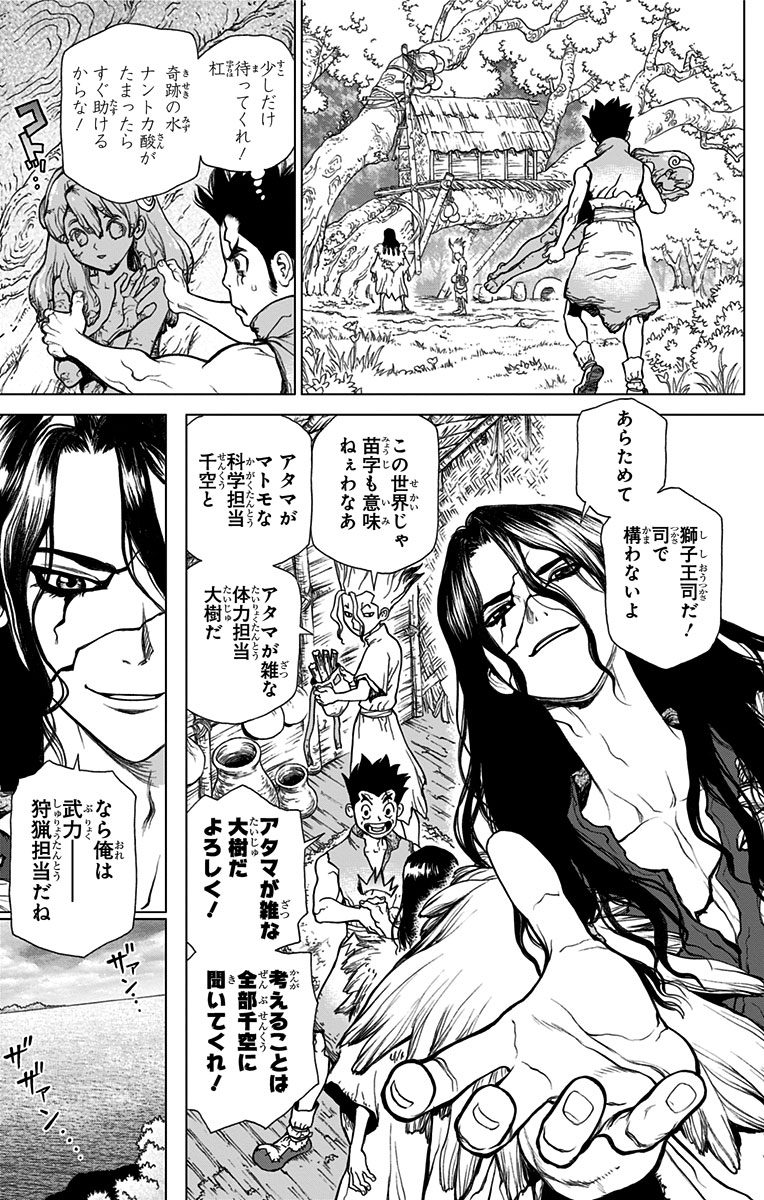 少しだけ
待ってくれ！
杠
奇跡の水
ナントカ酸が
たまったら
すぐ助ける
からな！
コトッ…
あらためて
獅子王司だ！
司で
構わないよ
この世界じゃ
苗字も意味
ねぇわなあ
アタマが
マトモな
科学担当
千空と
アタマが雑な
体力担当
大樹だ
アタマが雑な
大樹だ
よろしく！
考えることは
全部千空に
聞いてくれ！
なら俺は
武力――
狩猟担当だね
ザァン…
ザザ…